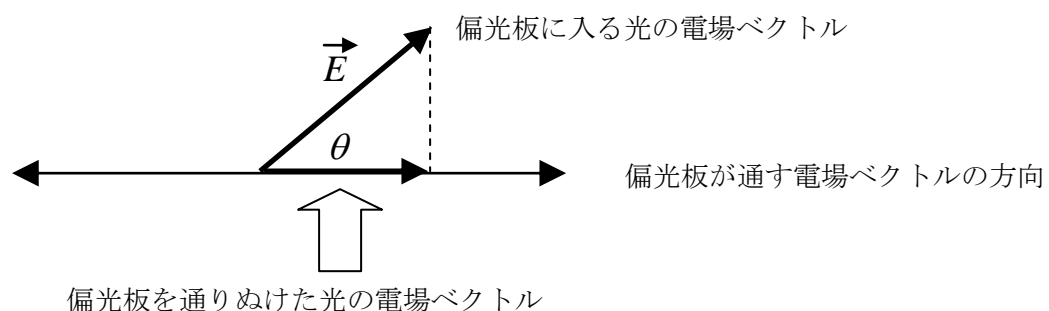 偏光板に入る光の電場ベクトル
E
θ
偏光板が通す電場ベクトルの方向
偏光板を通りぬけた光の電場ベクトル